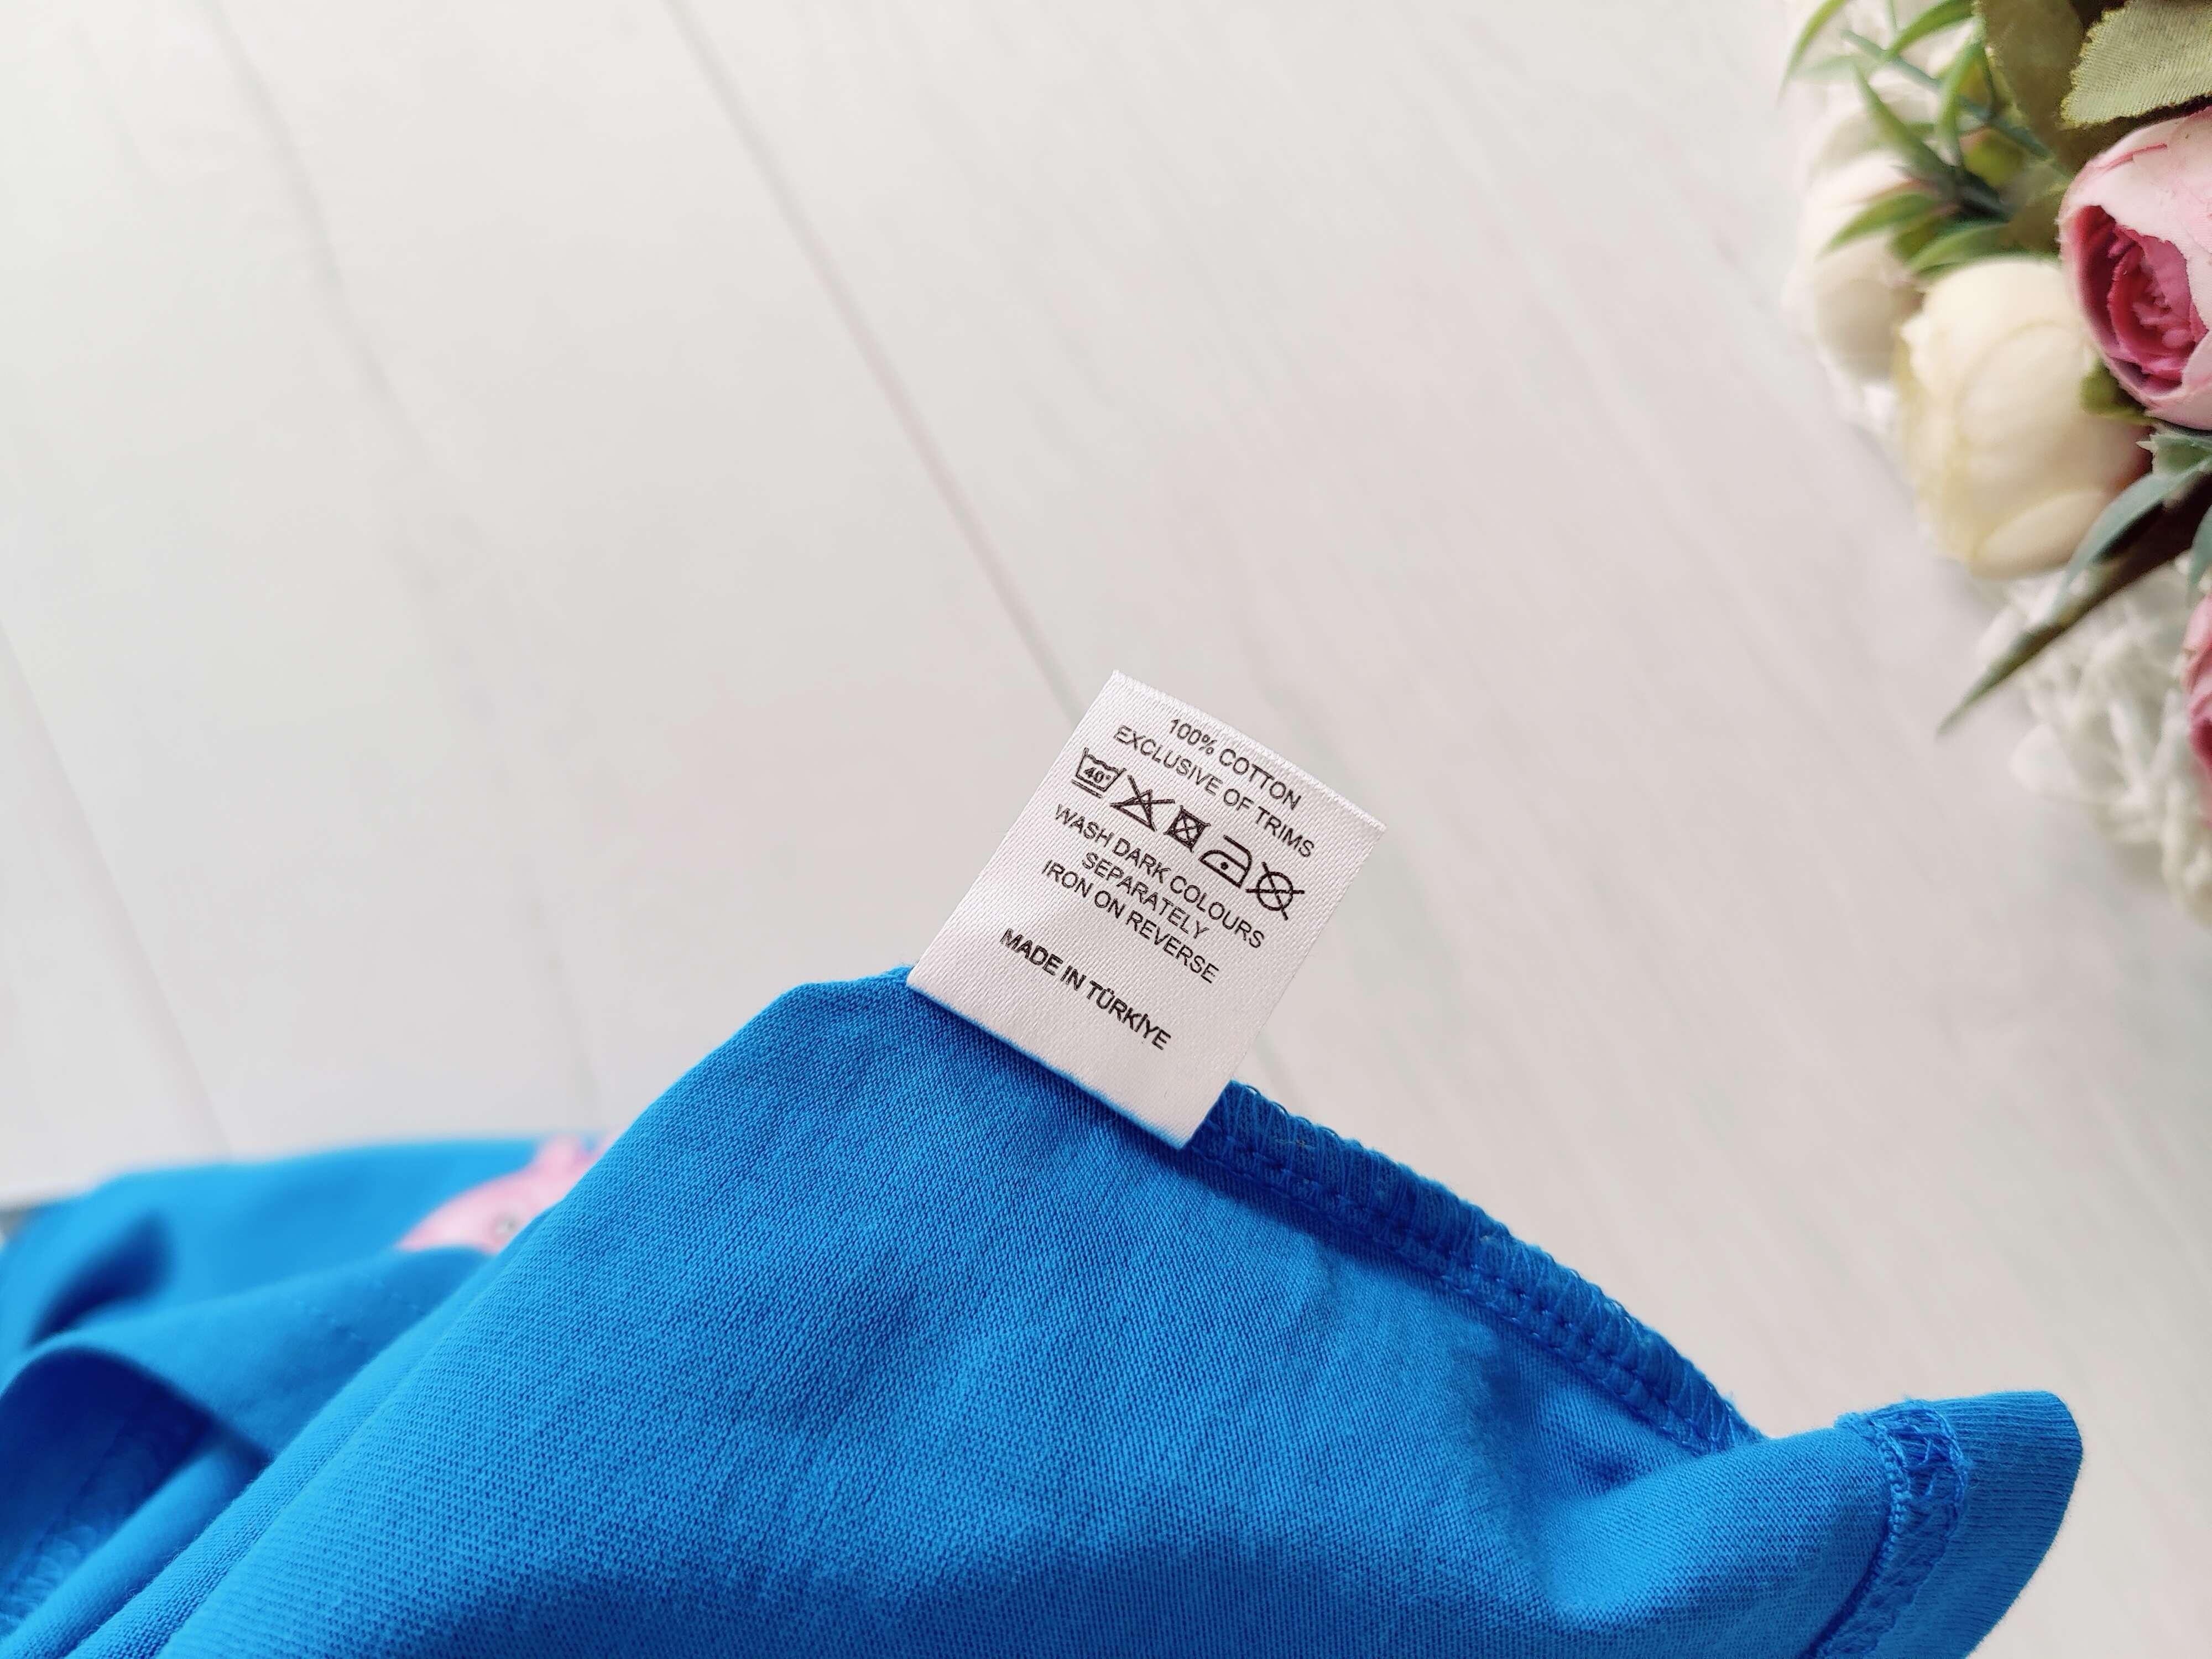 100% COTTON
EXCLUSIVE OF TRIMS
40°
WASH DARK COLOURS
SEPARATELY
IRON ON REVERSE
MADE IN TÜRKİYE